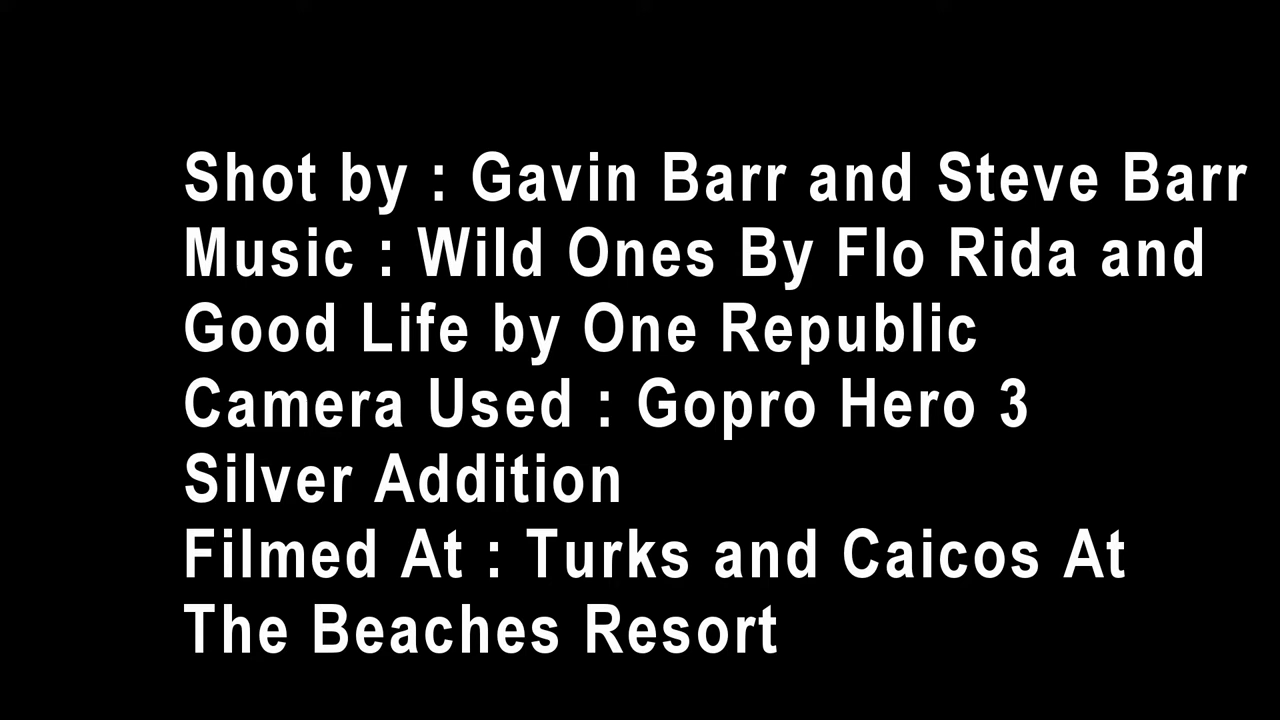 Shot by : Gavin Barr and Steve Barr
Music : Wild Ones By Flo Rida and
Good Life by One Republic
Camera Used : Gopro Hero 3
Silver Addition
Filmed At : Turks and Caicos At
The Beaches Resort